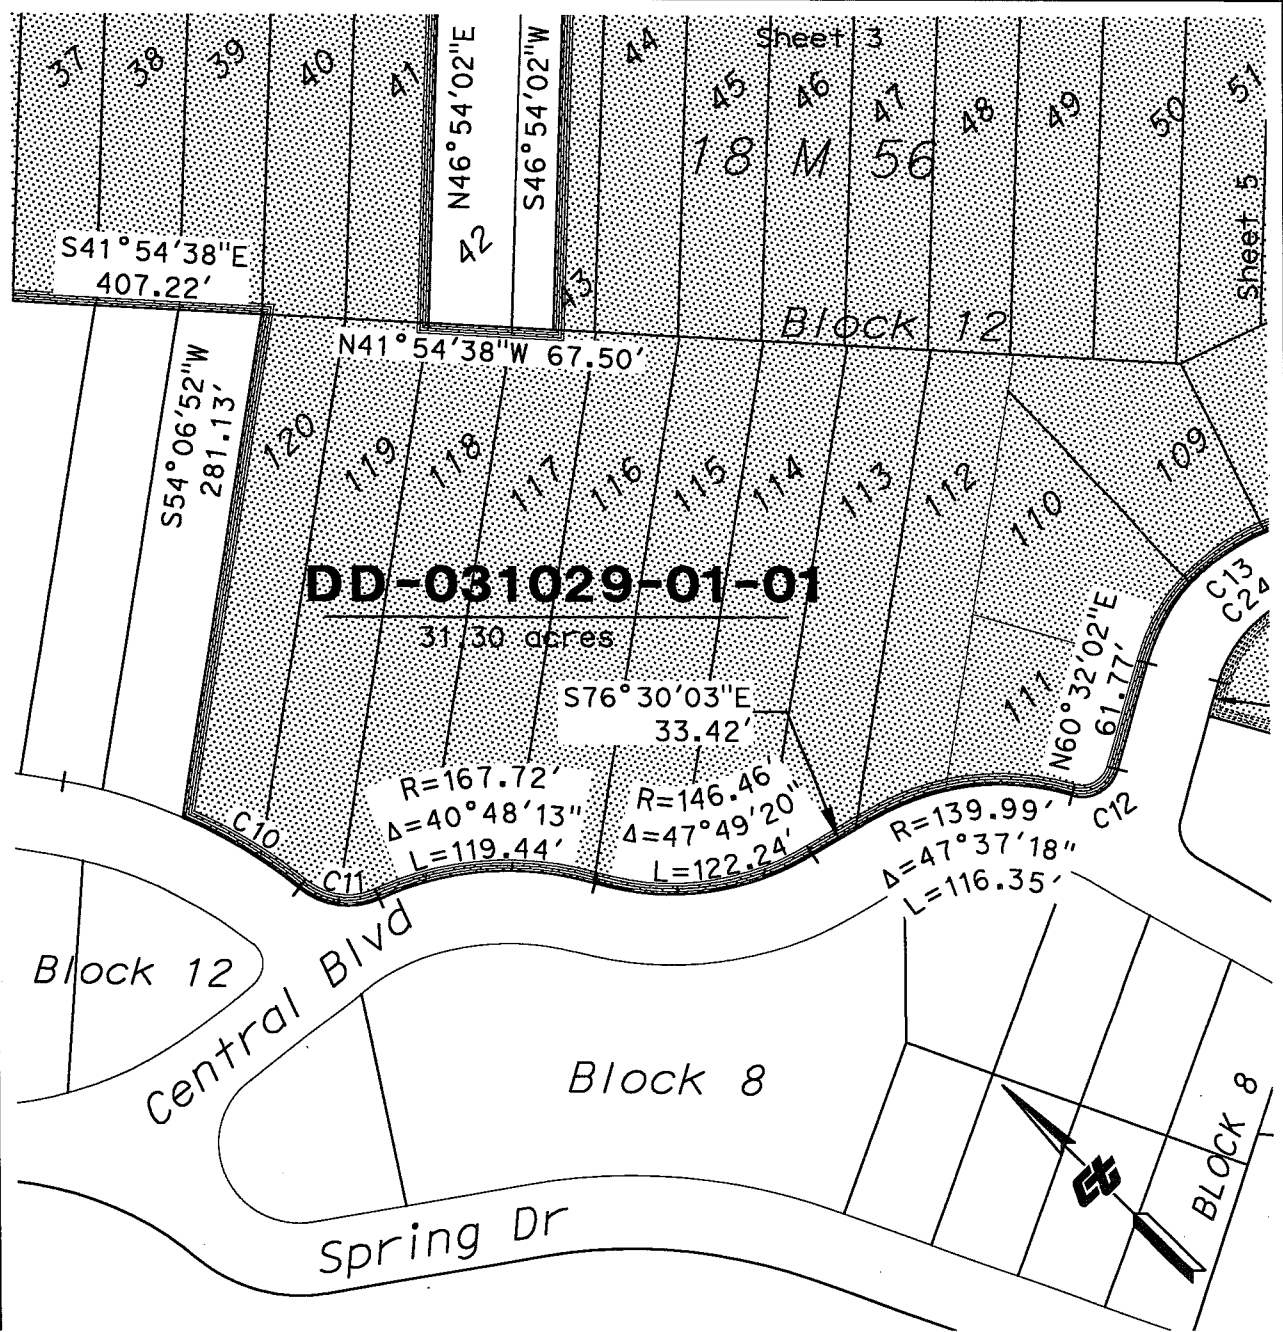 37
38
39
40
41
N46°54'02"E
S46°54'02"W
42
43
44
Sheet 3
45
46
47
48
49
50
51
18 M 56
Sheet 5
S41°54'38"E
407.22'
Block 12
N41°54'38"W 67.50'
S54°06'52"W
281.13'
120
119
118
117
116
115
114
113
112
110
109
DD-031029-01-01
31.30 acres
C13
C24
S76°30'03"E
33.42'
111
N60°32'02"E
61.77'
R=167.72'
Δ=40°48'13"
L=119.44'
R=146.46'
Δ=47°49'20"
L=122.24'
R=139.99'
Δ=47°37'18"
L=116.35'
C12
C10
C11
Block 12
Central Blvd
Block 8
BLOCK 8
ct
Spring Dr